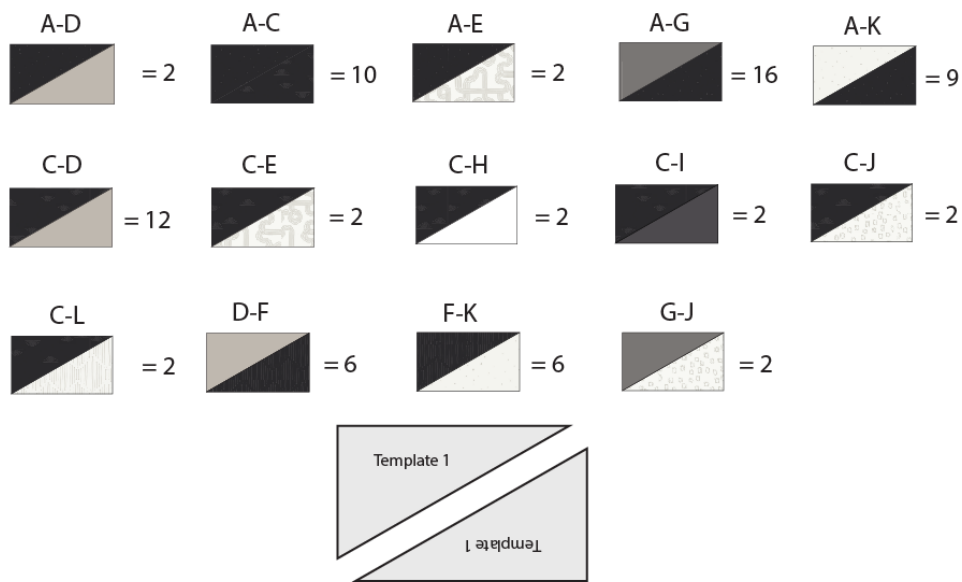 A-D A-C A-E A-G A-K
= 2 = 10 = 2 = 16 = 9
C-D C-E C-H C-I C-J
= 12 = 2 = 2 = 2 = 2
C-L D-F F-K G-J
= 2 = 6 = 6 = 2
Template 1
Template 1